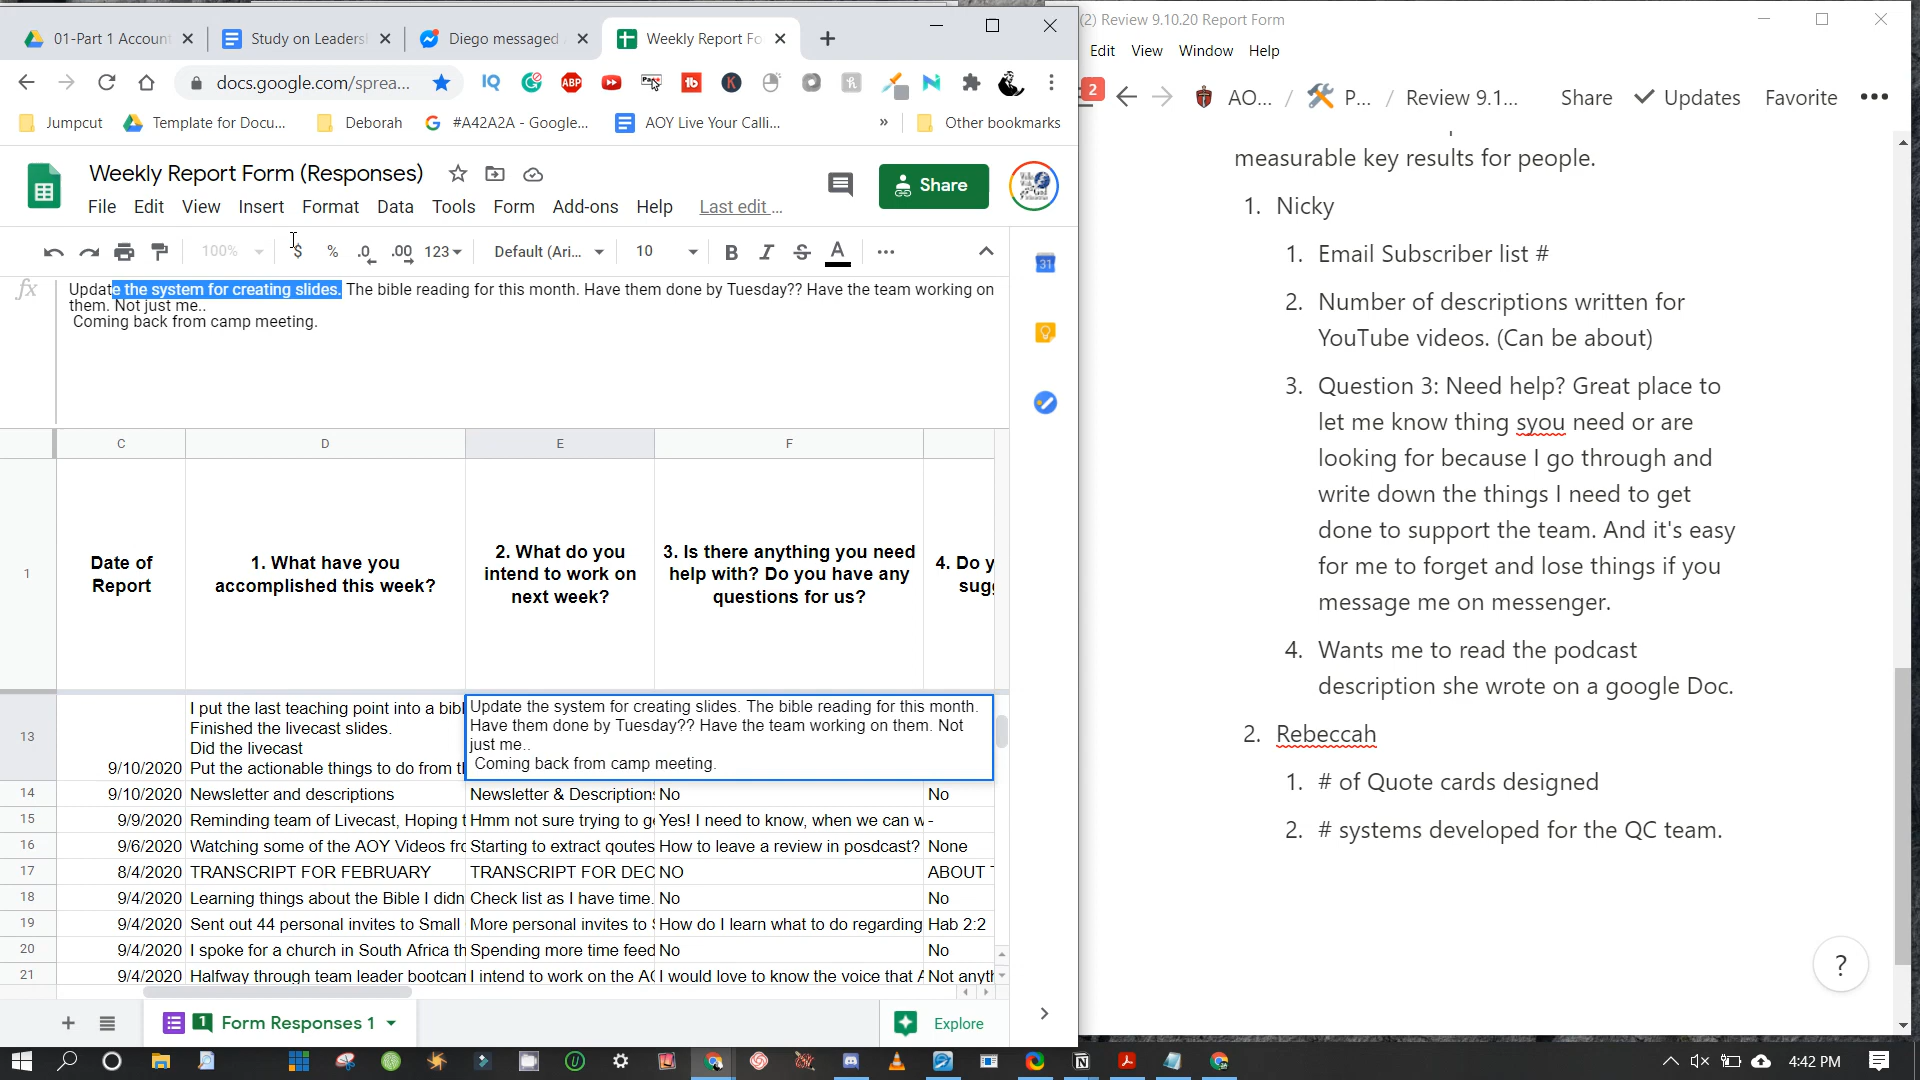 01-Part 1 Account
Study on Leaders
Diego messaged
Weekly Report Fo
docs.google.com/sprea...
Jumpcut
Template for Docu...
Deborah
#A42A2A - Google...
AOY Live Your Calli...
»
Other bookmarks
Weekly Report Form (Responses)
Share
File Edit View Insert Format Data Tools Form Add-ons Help Last edit ...
100% $ % .0 .00 123 Default (Ari... 10 B I S A ...
fx
Update the system for creating slides. The bible reading for this month. Have them done by Tuesday?? Have the team working on
them. Not just me..
Coming back from camp meeting.
C D E F
1
Date of
Report
1. What have you
accomplished this week?
2. What do you
intend to work on
next week?
3. Is there anything you need
help with? Do you have any
questions for us?
4. Do y
sugg
13
9/10/2020
I put the last teaching point into a bibl
Finished the livecast slides.
Did the livecast
Put the actionable things to do from th
Update the system for creating slides. The bible reading for this month.
Have them done by Tuesday?? Have the team working on them. Not
just me..
Coming back from camp meeting.
14 9/10/2020 Newsletter and descriptions Newsletter & Descriptions No No
15 9/9/2020 Reminding team of Livecast, Hoping t Hmm not sure trying to ge Yes! I need to know, when we can w -
16 9/6/2020 Watching some of the AOY Videos fro Starting to extract qoutes How to leave a review in posdcast? None
17 8/4/2020 TRANSCRIPT FOR FEBRUARY TRANSCRIPT FOR DEC NO ABOUT T
18 9/4/2020 Learning things about the Bible I didn Check list as I have time. No No
19 9/4/2020 Sent out 44 personal invites to Small More personal invites to S How do I learn what to do regarding Hab 2:2
20 9/4/2020 I spoke for a church in South Africa th Spending more time feed No No
21 9/4/2020 Halfway through team leader bootcam I intend to work on the AO I would love to know the voice that A Not anyth
1 Form Responses 1
Explore
(2) Review 9.10.20 Report Form
Edit View Window Help
2
AO... / P... / Review 9.1...
Share Updates Favorite •••
measurable key results for people.
1. Nicky
1. Email Subscriber list #
2. Number of descriptions written for
YouTube videos. (Can be about)
3. Question 3: Need help? Great place to
let me know thing syou need or are
looking for because I go through and
write down the things I need to get
done to support the team. And it's easy
for me to forget and lose things if you
message me on messenger.
4. Wants me to read the podcast
description she wrote on a google Doc.
2. Rebeccah
1. # of Quote cards designed
2. # systems developed for the QC team.
?
4:42 PM